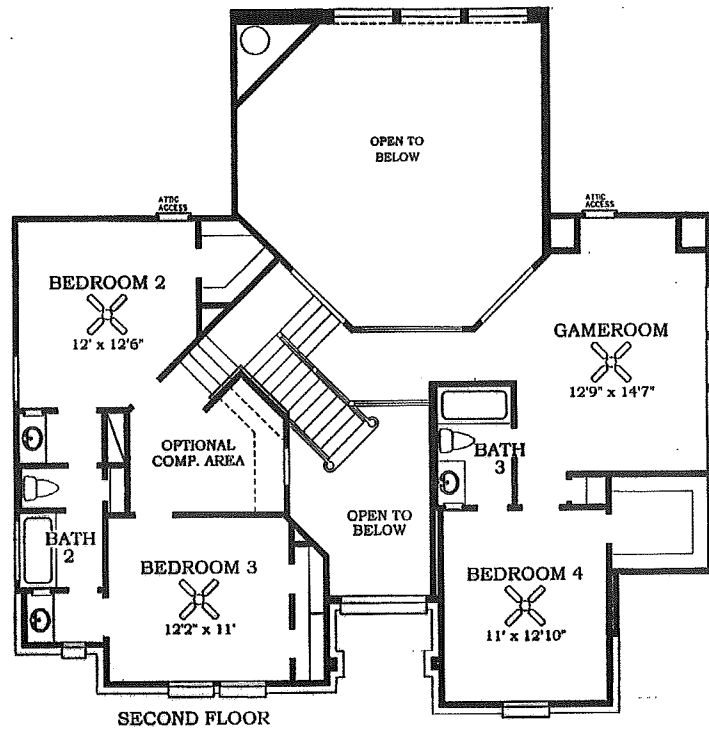 OPEN TO
BELOW
ATTIC
ACCESS
ATTIC
ACCESS
BEDROOM 2
12' x 12'6"
GAMEROOM
12'9" x 14'7"
OPTIONAL
COMP. AREA
BATH
3
OPEN TO
BELOW
BATH
2
BEDROOM 3
12'2" x 11'
BEDROOM 4
11' x 12'10"
SECOND FLOOR